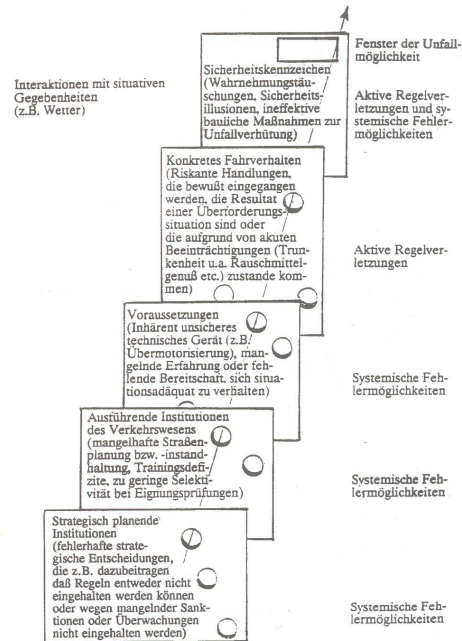 Fenster der Unfall-
möglichkeit
Interaktionen mit situativen
Gegebenheiten
(z.B. Wetter)
Sicherheitskennzeichen
(Wahrnehmungstäu-
schungen, Sicherheits-
illusionen, ineffektive
bauliche Maßnahmen zur
Unfallverhütung)
Aktive Regelver-
letzungen und sy-
stemische Fehler-
möglichkeiten
Konkretes Fahrverhalten
(Riskante Handlungen,
die bewußt eingegangen
werden, die Resultat
einer Überforderungs-
situation sind oder
die aufgrund von akuten
Beeinträchtigungen (Trun-
kenheit u.a. Rauschmittel-
genuß etc.) zustande kom-
men)
Aktive Regelver-
letzungen
Voraussetzungen
(Inhärent unsicheres
technisches Gerät (z.B.
Übermotorisierung), man-
gelnde Erfahrung oder feh-
lende Bereitschaft, sich situa-
tionsadäquat zu verhalten)
Systemische Feh-
lermöglichkeiten
Ausführende Institutionen
des Verkehrswesens
(mangelhafte Straßen-
planung bzw. -instand-
haltung, Trainingsdefi-
zite, zu geringe Selekti-
vität bei Eignungsprüfungen)
Systemische Feh-
lermöglichkeiten
Strategisch planende
Institutionen
(fehlerhafte strate-
gische Entscheidungen,
die z.B. dazubeitragen
daß Regeln entweder nicht
eingehalten werden können
oder wegen mangelnder Sank-
tionen oder Überwachungen
nicht eingehalten werden)
Systemische Feh-
lermöglichkeiten